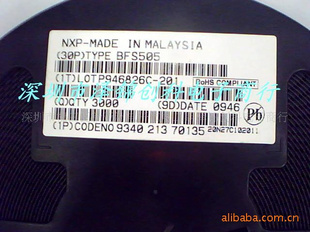 NXP-MADE IN MALAYSIA
(30P)TYPE BFS505
(1T)LOTP946826C-201
RoHS COMPLIANT
(Q)QTY 3000 (9D)DATE 0946
Pb
(1P)CODENO 9340 213 70135
20N27C102011
alibaba.com.cn